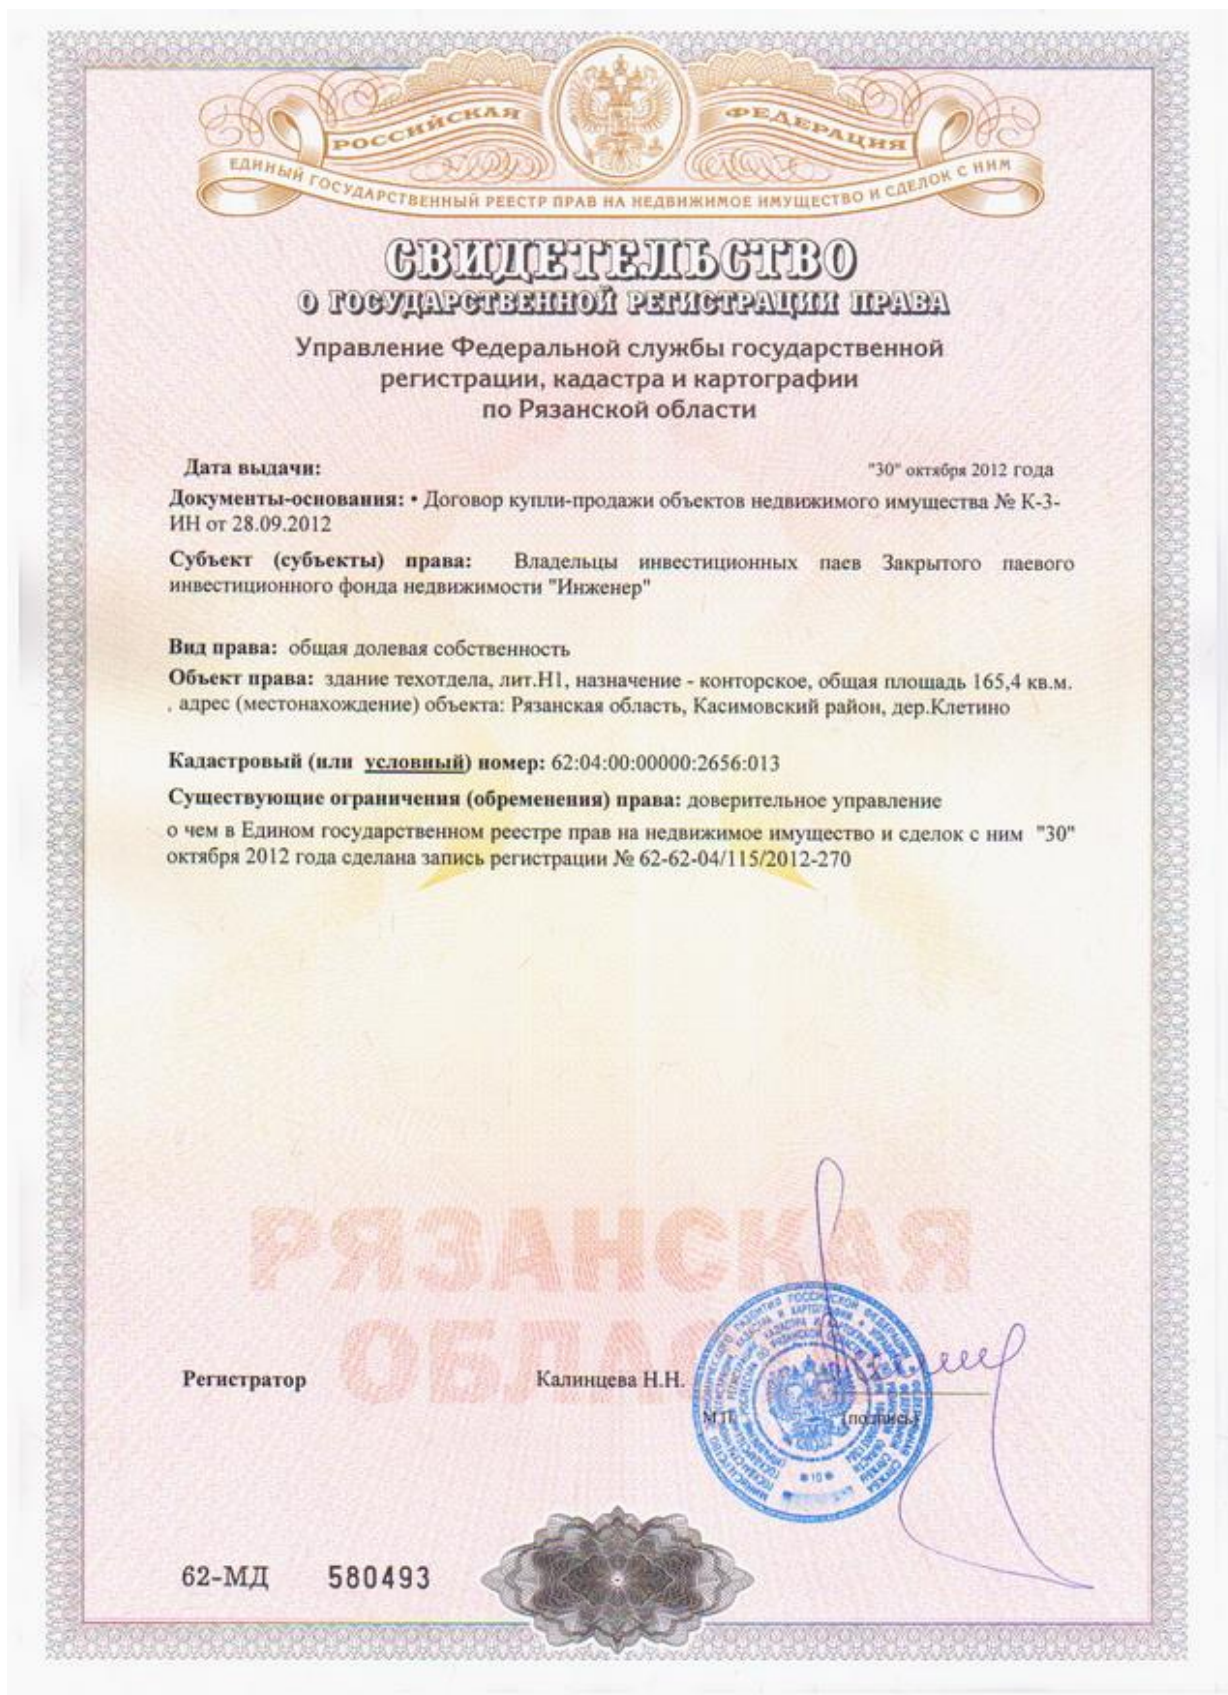 РОССИЙСКАЯ ФЕДЕРАЦИЯ
ЕДИНЫЙ ГОСУДАРСТВЕННЫЙ РЕЕСТР ПРАВ НА НЕДВИЖИМОЕ ИМУЩЕСТВО И СДЕЛОК С НИМ
СВИДЕТЕЛЬСТВО
О ГОСУДАРСТВЕННОЙ РЕГИСТРАЦИИ ПРАВА
Управление Федеральной службы государственной
регистрации, кадастра и картографии
по Рязанской области
Дата выдачи: "30" октября 2012 года
Документы-основания: • Договор купли-продажи объектов недвижимого имущества № К-3-
ИН от 28.09.2012
Субъект (субъекты) права: Владельцы инвестиционных паев Закрытого паевого
инвестиционного фонда недвижимости "Инженер"
Вид права: общая долевая собственность
Объект права: здание техотдела, лит.Н1, назначение - конторское, общая площадь 165,4 кв.м.
, адрес (местонахождение) объекта: Рязанская область, Касимовский район, дер.Клетино
Кадастровый (или условный) номер: 62:04:00:00000:2656:013
Существующие ограничения (обременения) права: доверительное управление
о чем в Едином государственном реестре прав на недвижимое имущество и сделок с ним "30"
октября 2012 года сделана запись регистрации № 62-62-04/115/2012-270
РЯЗАНСКАЯ
Регистратор Калинцева Н.Н.
М.П. (подпись)
62-МД 580493